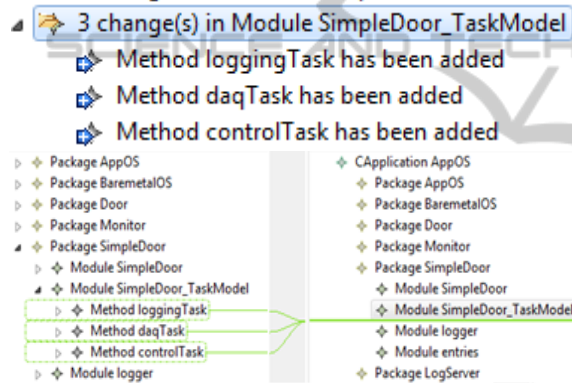 3 change(s) in Module SimpleDoor_TaskModel
SCIENCE AND TECH
Method loggingTask has been added
Method daqTask has been added
Method controlTask has been added
Package AppOS
Package BaremetalOS
Package Door
Package Monitor
Package SimpleDoor
Module SimpleDoor
Module SimpleDoor_TaskModel
Method loggingTask
Method daqTask
Method controlTask
Module logger
CApplication AppOS
Package AppOS
Package BaremetalOS
Package Door
Package Monitor
Package SimpleDoor
Module SimpleDoor
Module SimpleDoor_TaskModel
Module logger
Module entries
Package LogServer